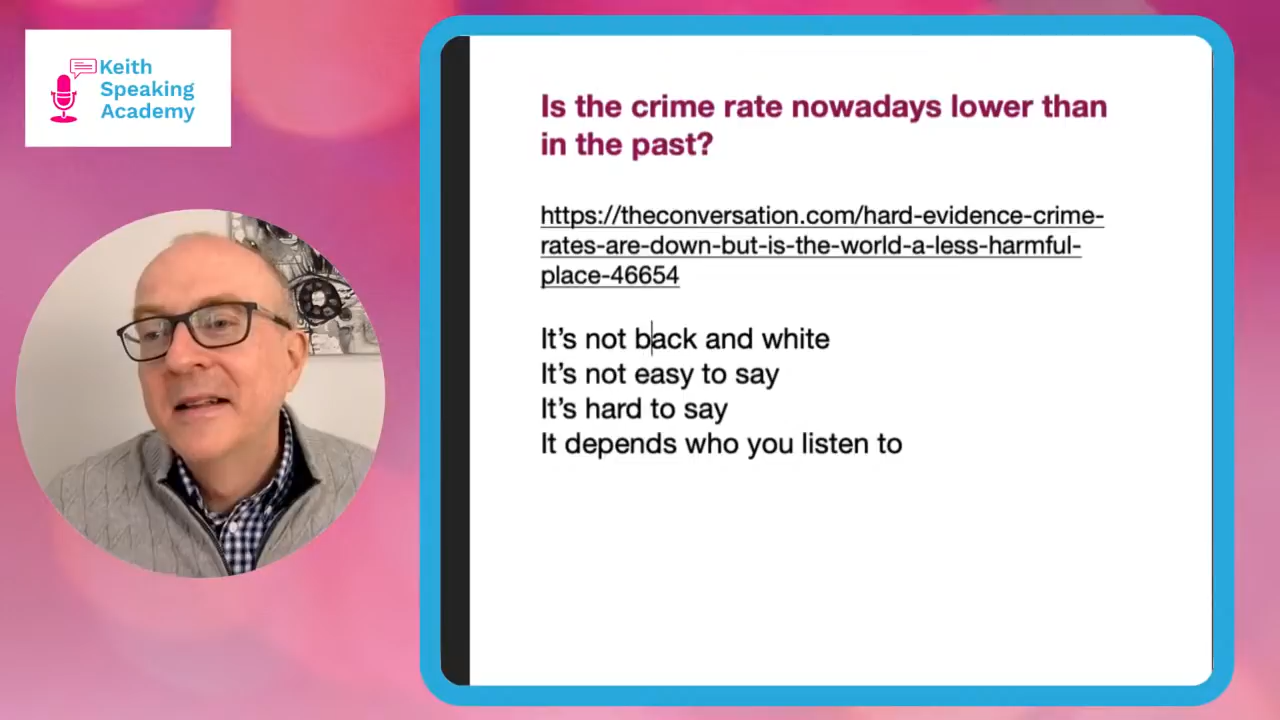 Keith
Speaking
Academy
Is the crime rate nowadays lower than
in the past?
https://theconversation.com/hard-evidence-crime-
rates-are-down-but-is-the-world-a-less-harmful-
place-46654
It’s not back and white
It’s not easy to say
It’s hard to say
It depends who you listen to